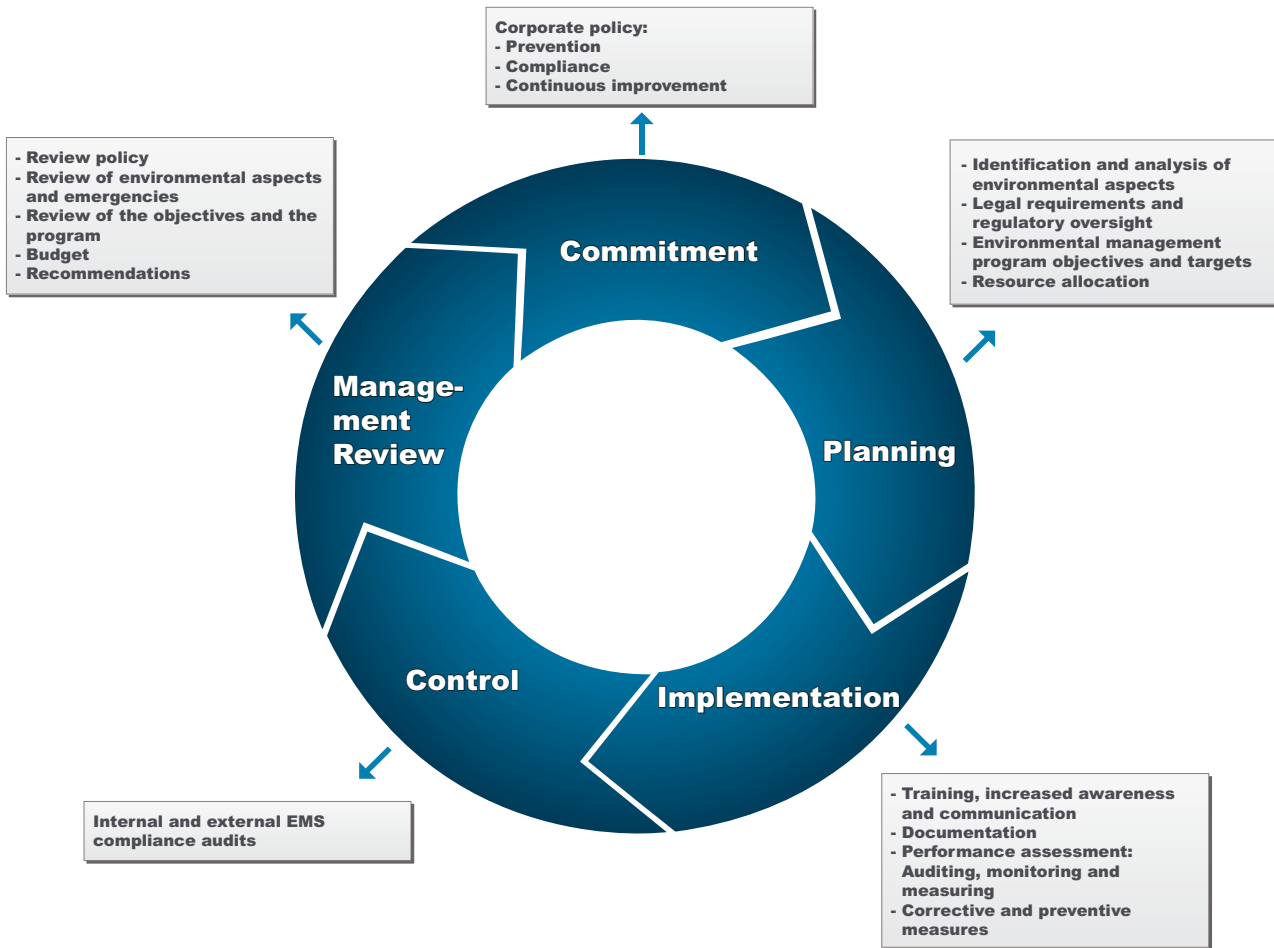 Corporate policy:
- Prevention
- Compliance
- Continuous improvement
- Review policy
- Review of environmental aspects
and emergencies
- Review of the objectives and the
program
- Budget
- Recommendations
- Identification and analysis of
environmental aspects
- Legal requirements and
regulatory oversight
- Environmental management
program objectives and targets
- Resource allocation
Commitment
Manage-
ment
Review
Planning
Control
Implementation
Internal and external EMS
compliance audits
- Training, increased awareness
and communication
- Documentation
- Performance assessment:
Auditing, monitoring and
measuring
- Corrective and preventive
measures